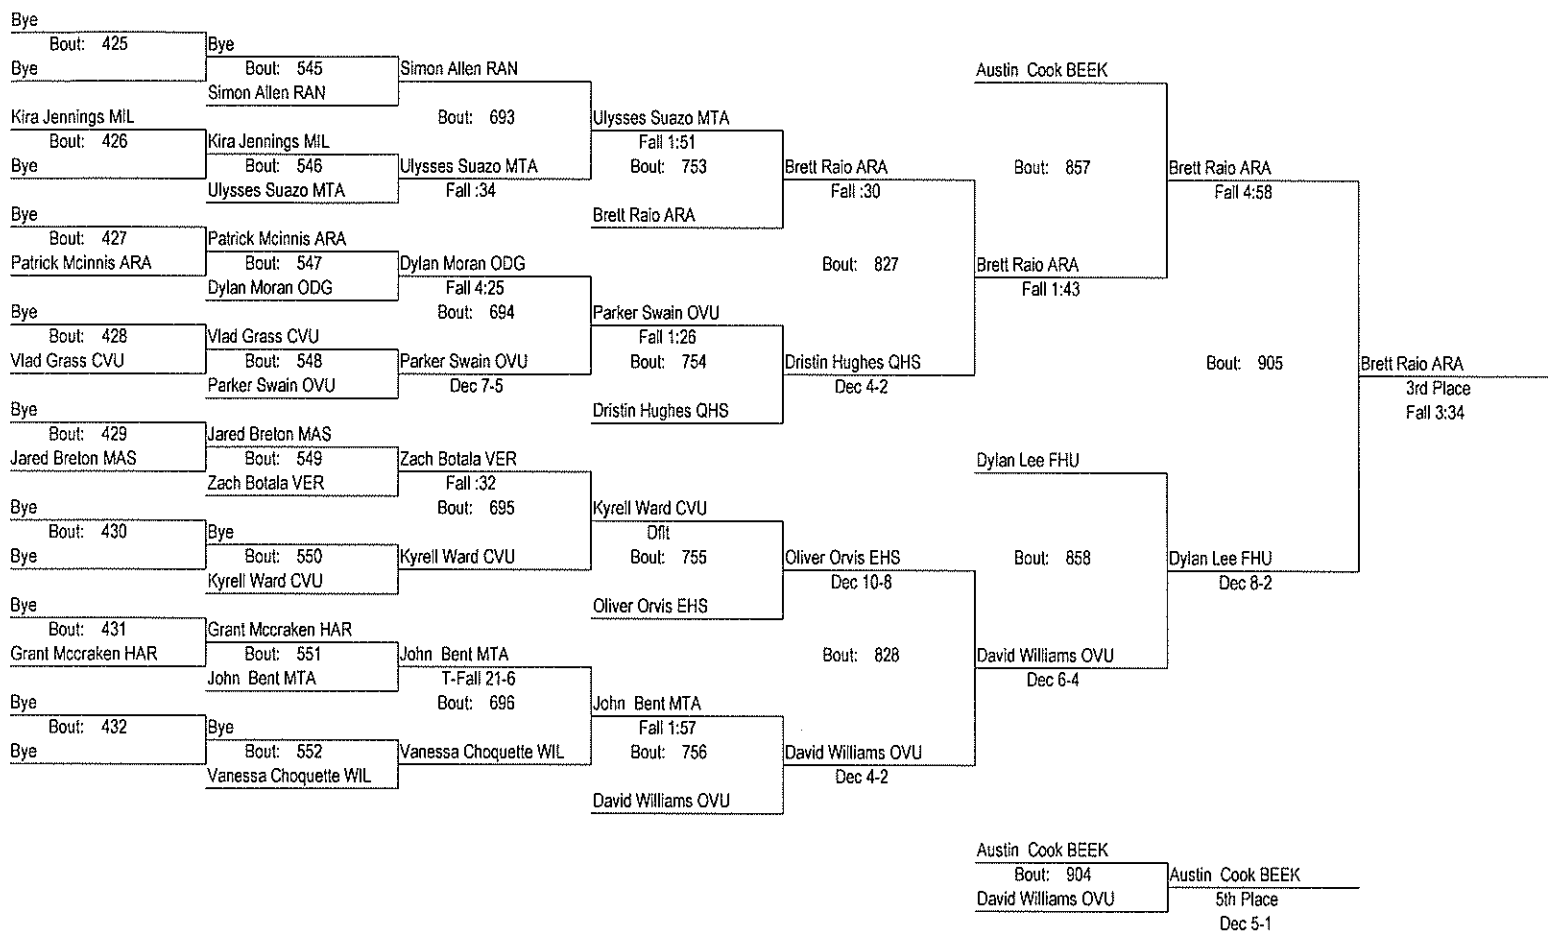 Bye
Bout: 425
Bye
Bye
Bout: 545
Simon Allen RAN
Simon Allen RAN
Kira Jennings MIL
Bout: 426
Bye
Kira Jennings MIL
Bout: 546
Ulysses Suazo MTA
Bout: 693
Ulysses Suazo MTA
Fall :34
Bye
Bout: 427
Patrick Mcinnis ARA
Patrick Mcinnis ARA
Bout: 547
Dylan Moran ODG
Dylan Moran ODG
Fall 4:25
Bout: 694
Bye
Bout: 428
Vlad Grass CVU
Vlad Grass CVU
Bout: 548
Parker Swain OVU
Parker Swain OVU
Dec 7-5
Bye
Bout: 429
Jared Breton MAS
Jared Breton MAS
Bout: 549
Zach Botala VER
Zach Botala VER
Fall :32
Bout: 695
Bye
Bout: 430
Bye
Bye
Bout: 550
Kyrell Ward CVU
Kyrell Ward CVU
Bye
Bout: 431
Grant Mccraken HAR
Grant Mccraken HAR
Bout: 551
John Bent MTA
John Bent MTA
T-Fall 21-6
Bout: 696
Bye
Bout: 432
Bye
Bye
Bout: 552
Vanessa Choquette WIL
Vanessa Choquette WIL
Ulysses Suazo MTA
Fall 1:51
Bout: 753
Brett Raio ARA
Brett Raio ARA
Fall :30
Bout: 827
Parker Swain OVU
Fall 1:26
Bout: 754
Dristin Hughes QHS
Dristin Hughes QHS
Dec 4-2
Kyrell Ward CVU
Dflt
Bout: 755
Oliver Orvis EHS
Oliver Orvis EHS
Dec 10-8
Bout: 828
John Bent MTA
Fall 1:57
Bout: 756
David Williams OVU
David Williams OVU
Dec 4-2
Austin Cook BEEK
Bout: 857
Brett Raio ARA
Fall 1:43
Brett Raio ARA
Fall 4:58
Bout: 905
Dylan Lee FHU
Bout: 858
David Williams OVU
Dec 6-4
Dylan Lee FHU
Dec 8-2
Brett Raio ARA
3rd Place
Fall 3:34
Austin Cook BEEK
Bout: 904
David Williams OVU
Austin Cook BEEK
5th Place
Dec 5-1